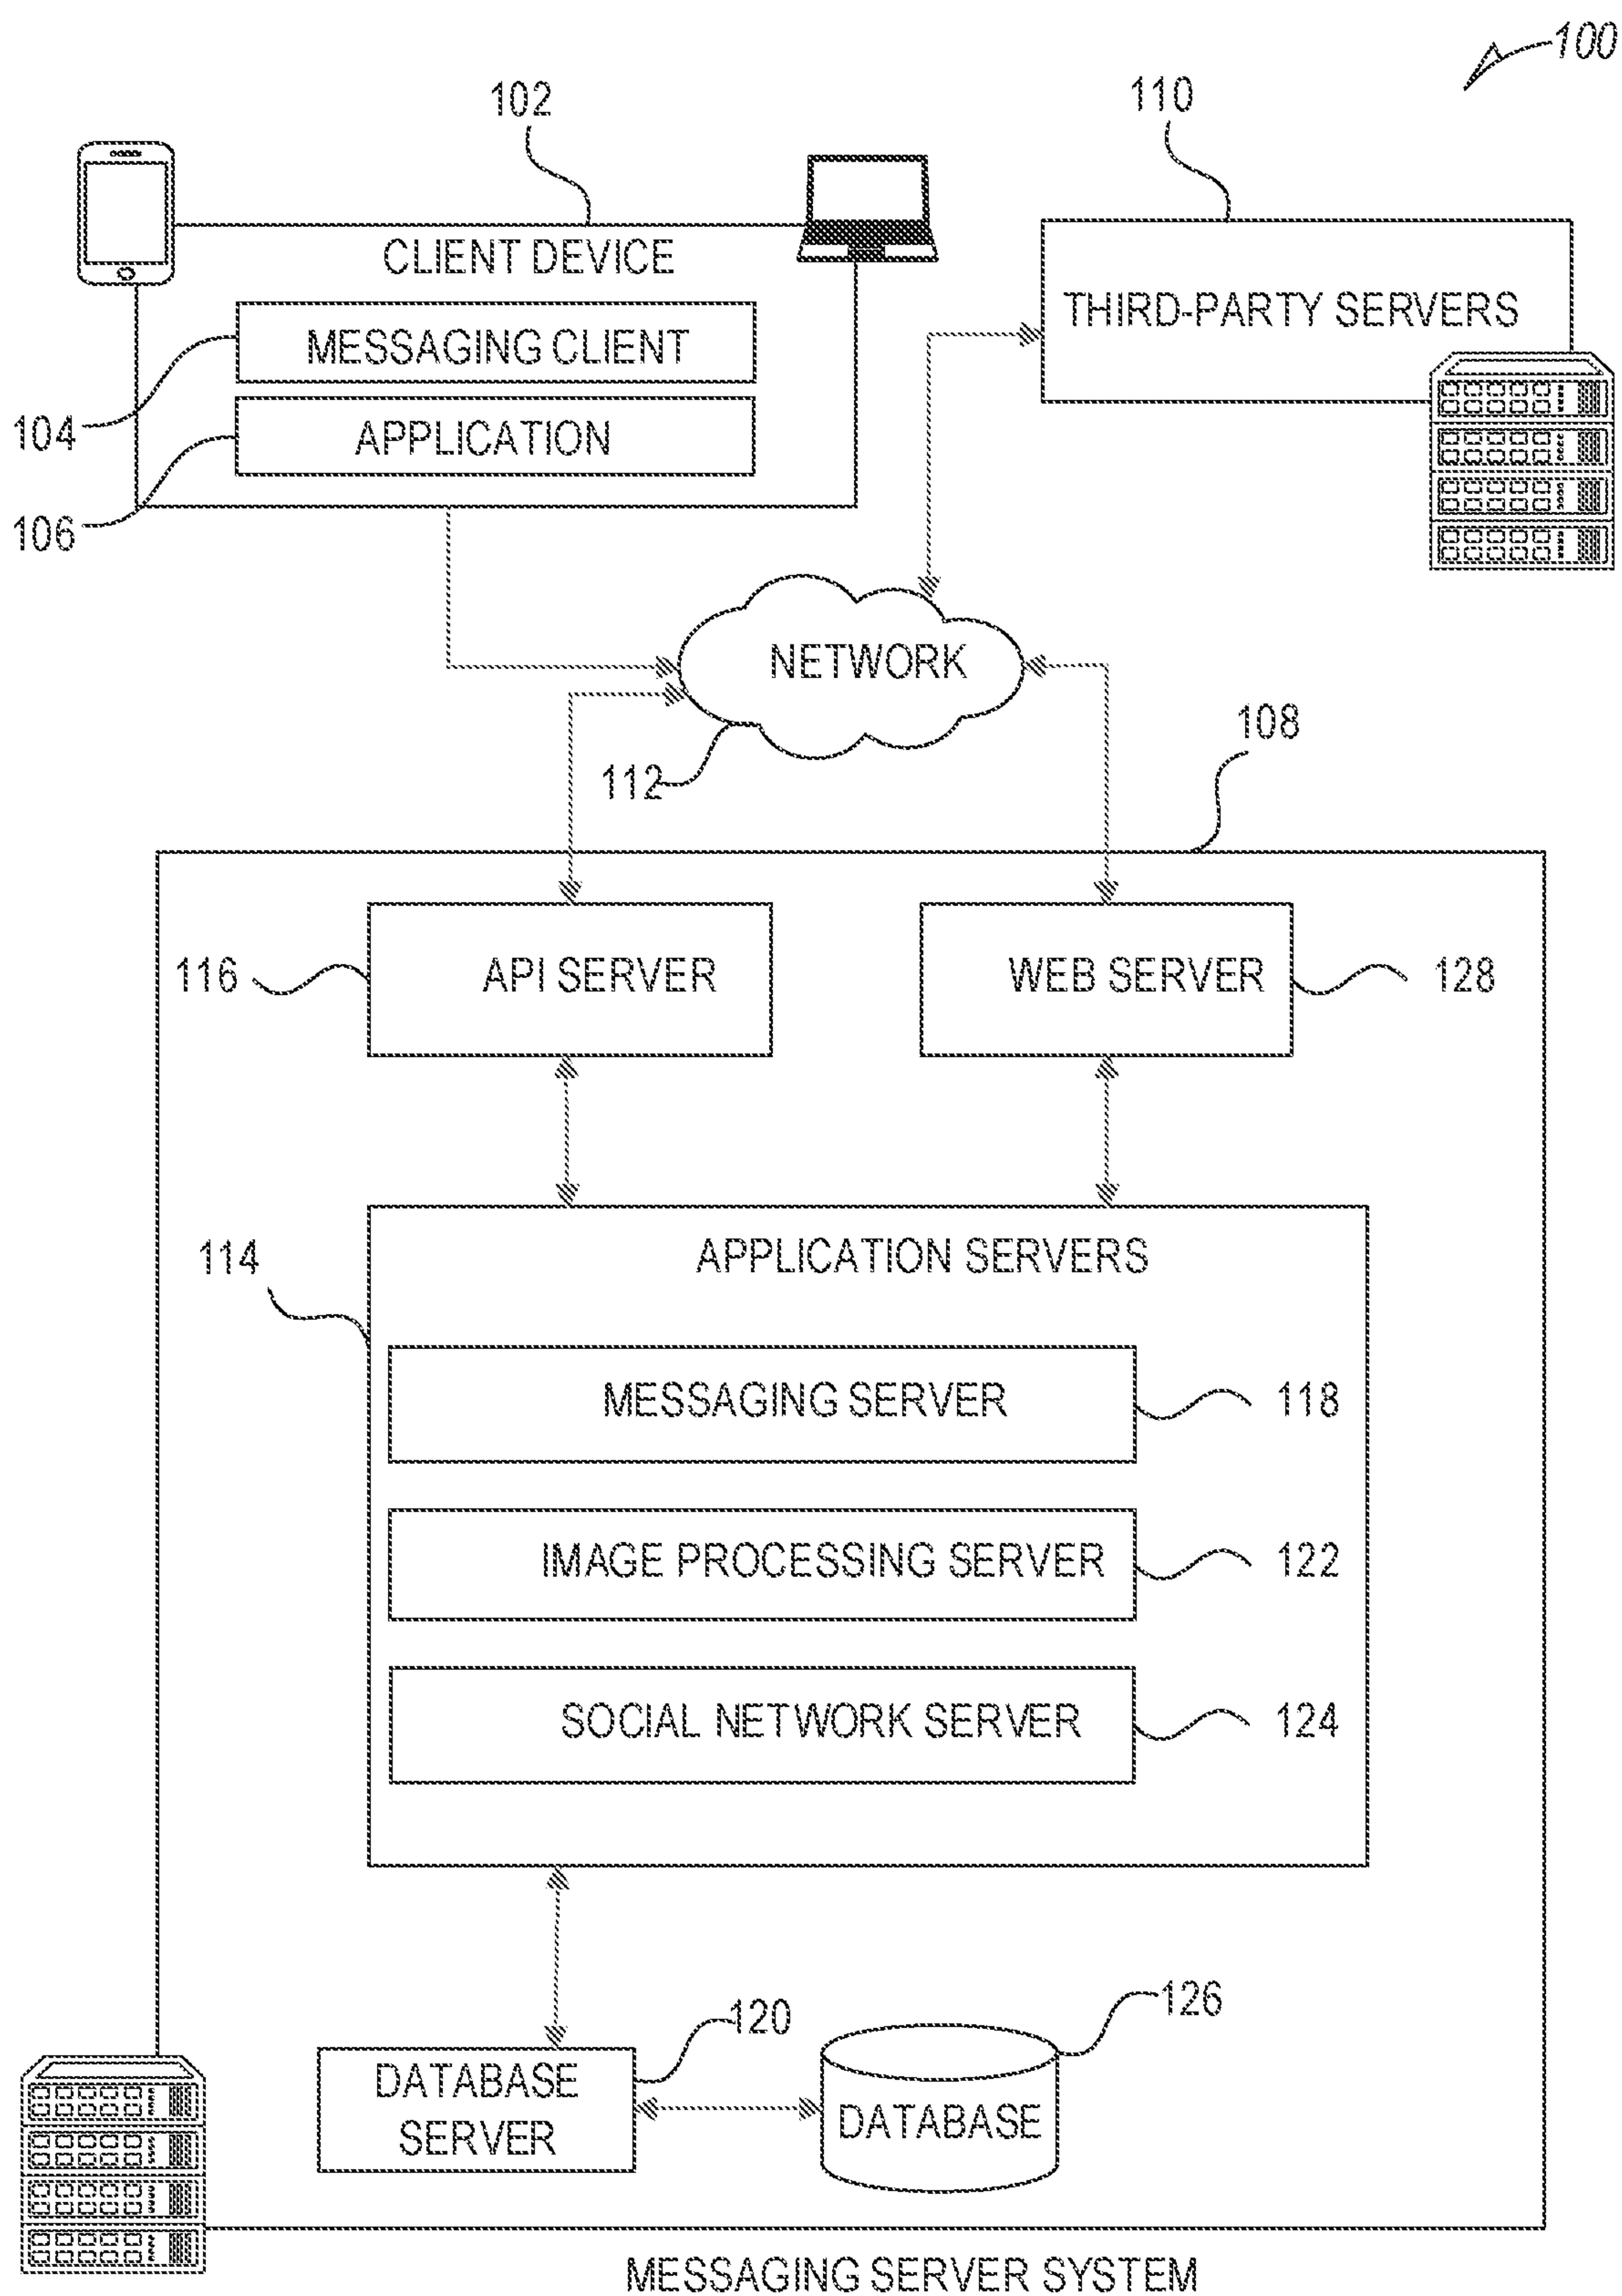 100
102
110
CLIENT DEVICE
THIRD-PARTY SERVERS
MESSAGING CLIENT
104
APPLICATION
106
NETWORK
112
108
116
API SERVER
WEB SERVER
128
114
APPLICATION SERVERS
MESSAGING SERVER
118
IMAGE PROCESSING SERVER
122
SOCIAL NETWORK SERVER
124
120
126
DATABASE
SERVER
DATABASE
MESSAGING SERVER SYSTEM